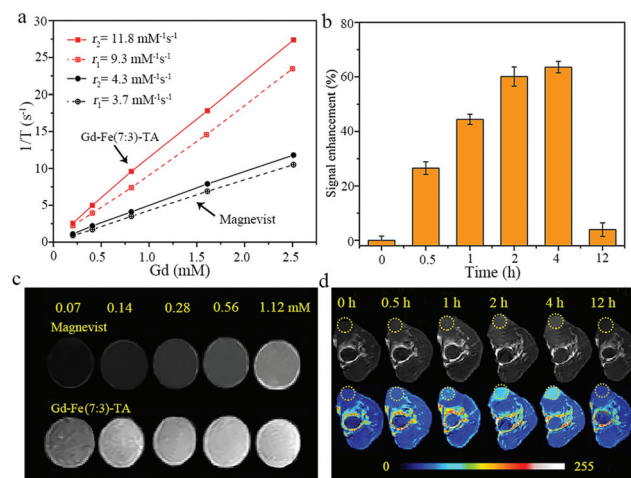 a
30
25
20
15
10
5
0
1/T (s⁻¹)
r₂= 11.8 mM⁻¹s⁻¹
r₁= 9.3 mM⁻¹s⁻¹
r₂= 4.3 mM⁻¹s⁻¹
r₁= 3.7 mM⁻¹s⁻¹
Gd-Fe(7:3)-TA
Magnevist
0.0 0.5 1.0 1.5 2.0 2.5 3.0
Gd (mM)
b
80
60
40
20
0
Signal enhancement (%)
0 0.5 1 2 4 12
Time (h)
c
0.07 0.14 0.28 0.56 1.12 mM
Magnevist
Gd-Fe(7:3)-TA
d
0 h 0.5 h 1 h 2 h 4 h 12 h
0 255